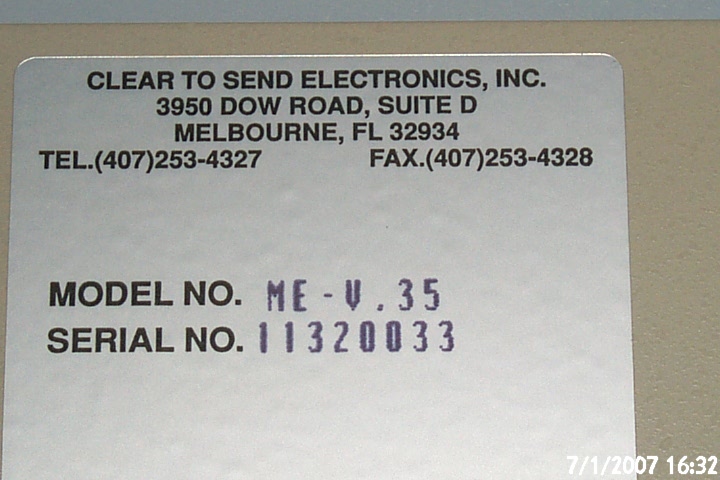 CLEAR TO SEND ELECTRONICS, INC.
3950 DOW ROAD, SUITE D
MELBOURNE, FL 32934
TEL.(407)253-4327 FAX.(407)253-4328
MODEL NO. ME-V.35
SERIAL NO. 11320033
7/1/2007 16:32